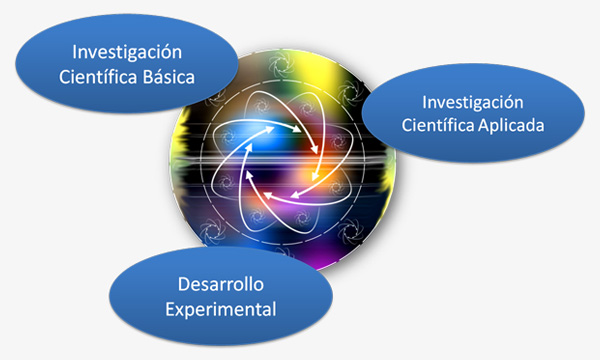 Investigación
Científica Básica
Investigación
Científica Aplicada
Desarrollo
Experimental